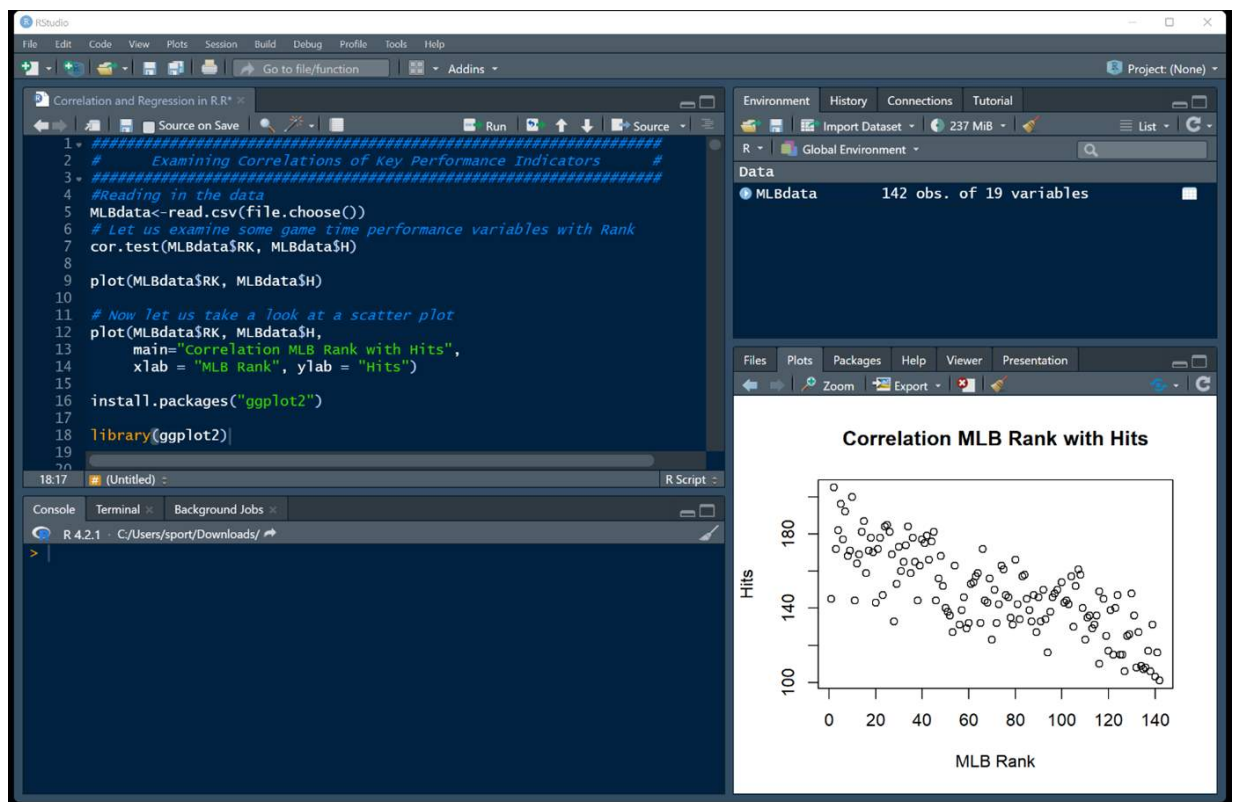 RStudio
File Edit Code View Plots Session Build Debug Profile Tools Help
Go to file/function Addins Project: (None)
Correlation and Regression in R.R*
Source on Save Run Source
1 #################################################################
2 # Examining Correlations of Key Performance Indicators #
3 #################################################################
4 #Reading in the data
5 MLBdata<-read.csv(file.choose())
6 # Let us examine some game time performance variables with Rank
7 cor.test(MLBdata$RK, MLBdata$H)
8
9 plot(MLBdata$RK, MLBdata$H)
10
11 # Now let us take a look at a scatter plot
12 plot(MLBdata$RK, MLBdata$H,
13 main="Correlation MLB Rank with Hits",
14 xlab = "MLB Rank", ylab = "Hits")
15
16 install.packages("ggplot2")
17
18 library(ggplot2)
19
20
18:17 # (Untitled) R Script
Console Terminal Background Jobs
R 4.2.1 · C:/Users/sport/Downloads/
>
Environment History Connections Tutorial
Import Dataset 237 MiB List
R Global Environment
Data
MLBdata 142 obs. of 19 variables
Files Plots Packages Help Viewer Presentation
Zoom Export
Correlation MLB Rank with Hits
Hits
180
140
100
0 20 40 60 80 100 120 140
MLB Rank